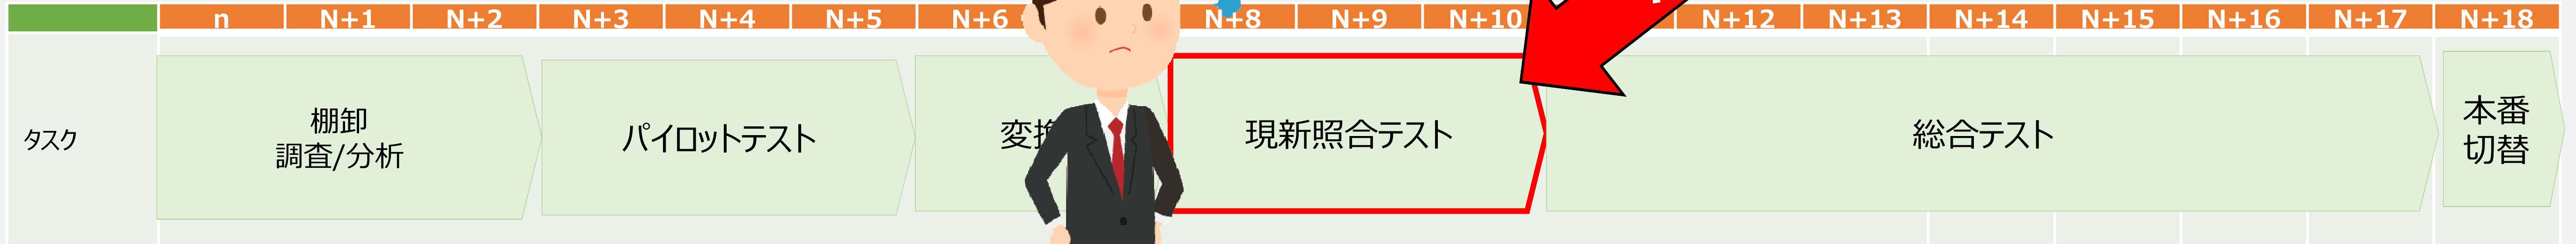 n N+1 N+2 N+3 N+4 N+5 N+6 N+8 N+9 N+10 N+12 N+13 N+14 N+15 N+16 N+17 N+18
タスク
棚卸
調査/分析
パイロットテスト
変換
現新照合テスト
総合テスト
本番
切替